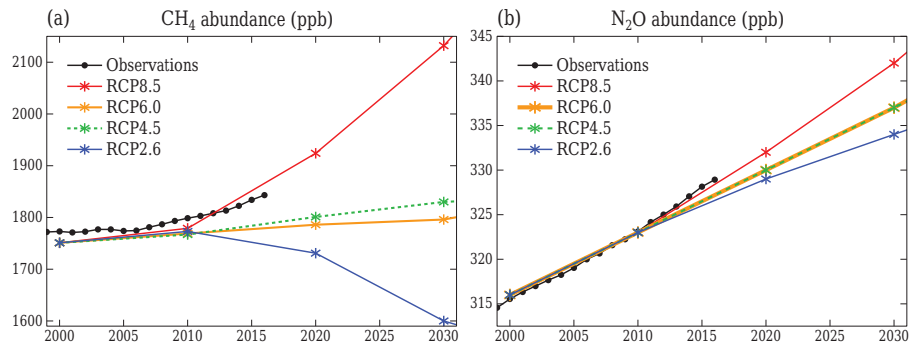 (a) CH₄ abundance (ppb)
2100
2000
1900
1800
1700
1600
Observations
RCP8.5
RCP6.0
RCP4.5
RCP2.6
2000 2005 2010 2015 2020 2025 2030
(b) N₂O abundance (ppb)
345
340
335
330
325
320
315
Observations
RCP8.5
RCP6.0
RCP4.5
RCP2.6
2000 2005 2010 2015 2020 2025 2030